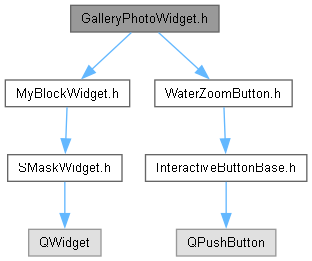 GalleryPhotoWidget.h
MyBlockWidget.h
WaterZoomButton.h
SMaskWidget.h
InteractiveButtonBase.h
QWidget
QPushButton